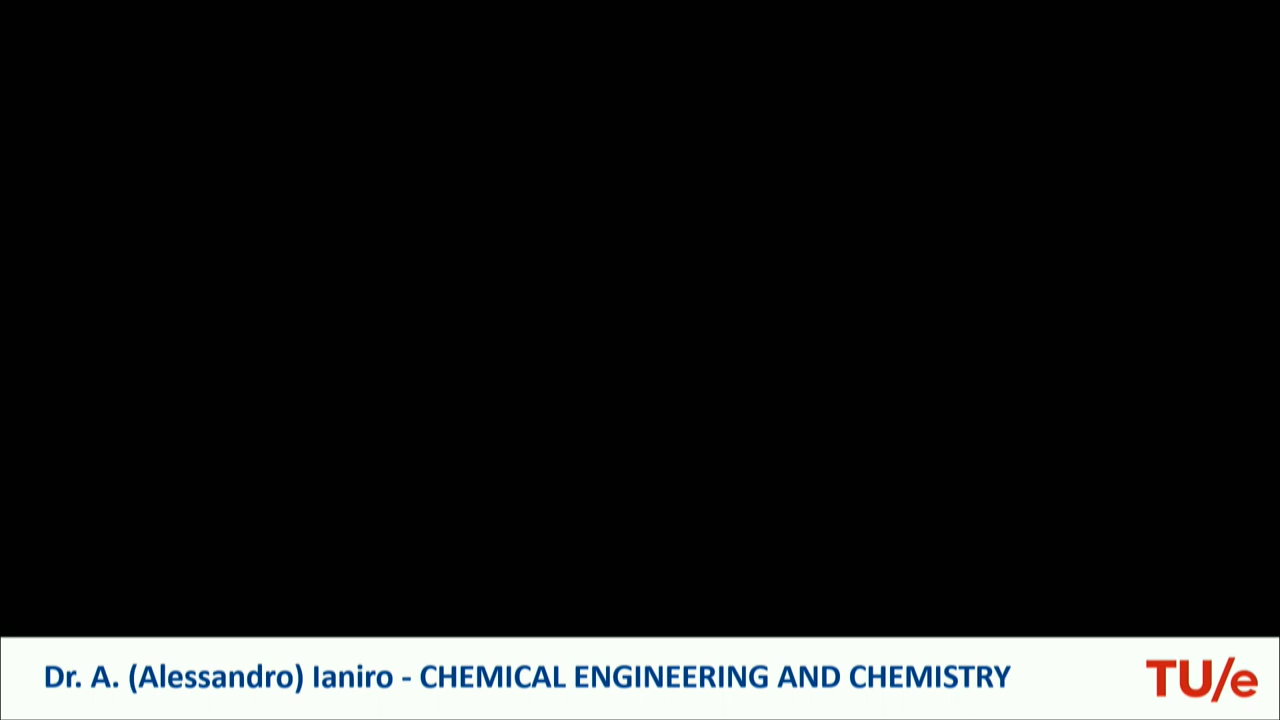 Dr. A. (Alessandro) Ianiro - CHEMICAL ENGINEERING AND CHEMISTRY
TU/e